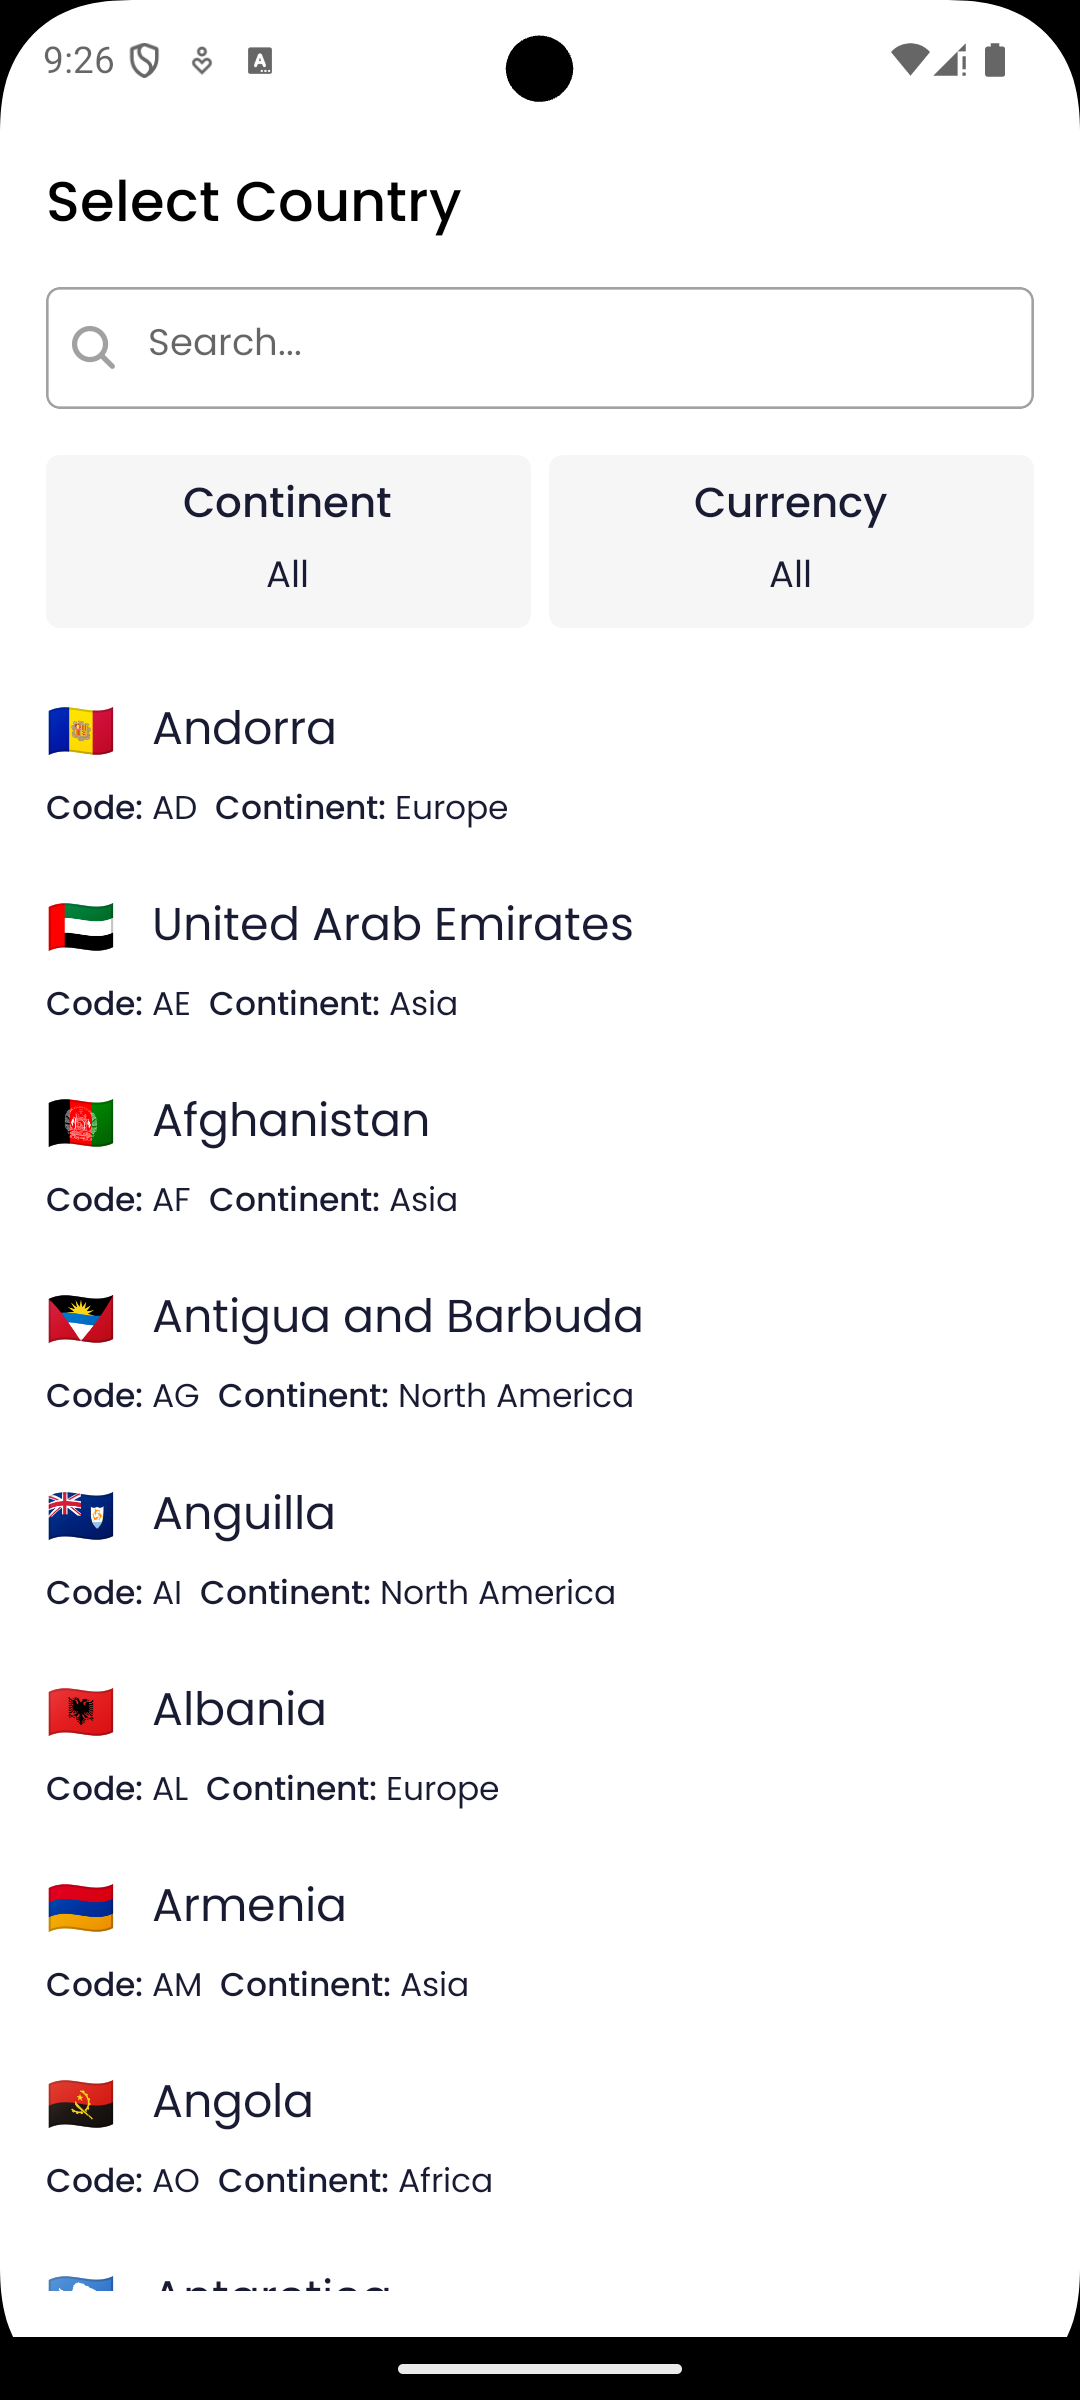 9:26
Select Country
Search...
Continent
All
Currency
All
Andorra
Code: AD Continent: Europe
United Arab Emirates
Code: AE Continent: Asia
Afghanistan
Code: AF Continent: Asia
Antigua and Barbuda
Code: AG Continent: North America
Anguilla
Code: AI Continent: North America
Albania
Code: AL Continent: Europe
Armenia
Code: AM Continent: Asia
Angola
Code: AO Continent: Africa
Antarctica